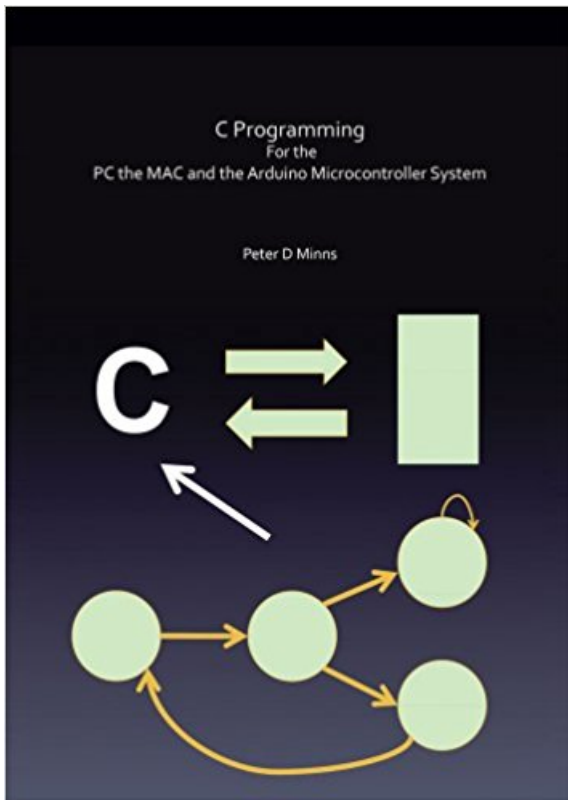 C Programming
For the
PC the MAC and the Arduino Microcontroller System
Peter D Minns
C